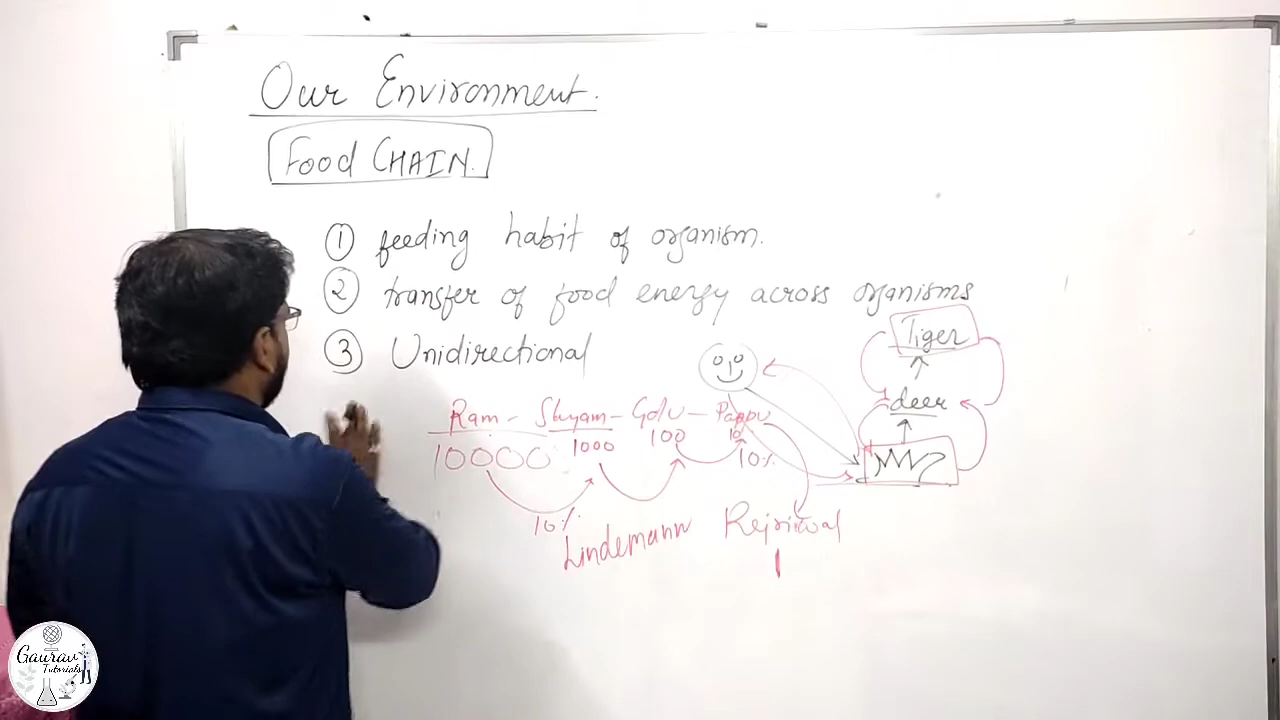 Our Environment.
Food CHAIN.
① feeding habit of organism.
② transfer of food energy across organisms
③ Unidirectional
Tiger
deer
Ram - Shyam - Golu - Pappu
10000 1000 100 10
10% 10%
Lindemann
1
Gaurav
Tutorials